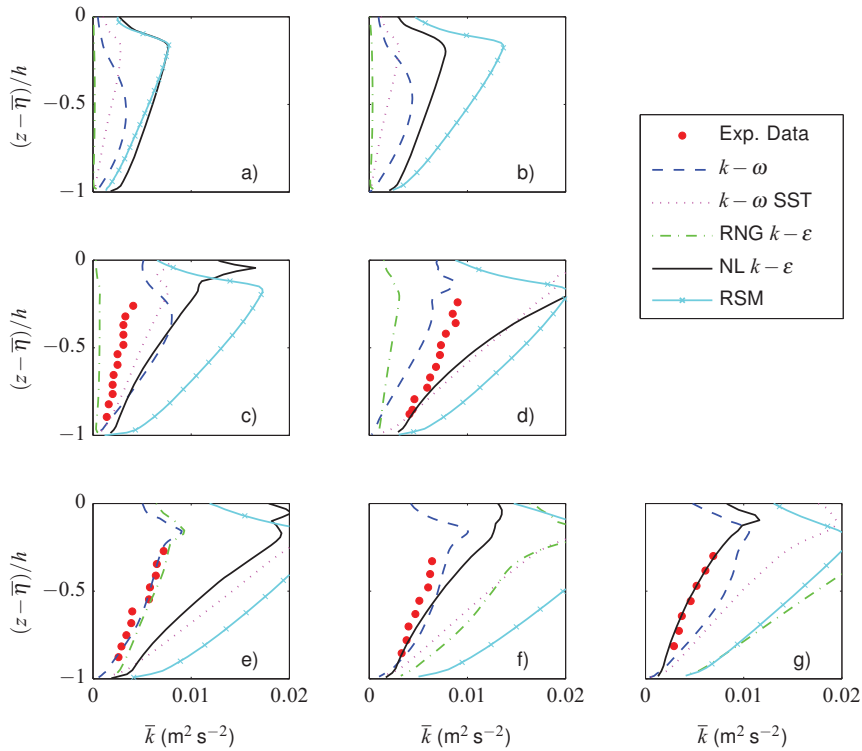 0
−0.5
−1
(z − η̅)/h
a)
b)
Exp. Data
k − ω
k − ω SST
RNG k − ε
NL k − ε
RSM
0
−0.5
−1
(z − η̅)/h
c)
d)
0
−0.5
−1
(z − η̅)/h
e)
f)
g)
0 0.01 0.02
0 0.01 0.02
0 0.01 0.02
k̅ (m² s⁻²)
k̅ (m² s⁻²)
k̅ (m² s⁻²)